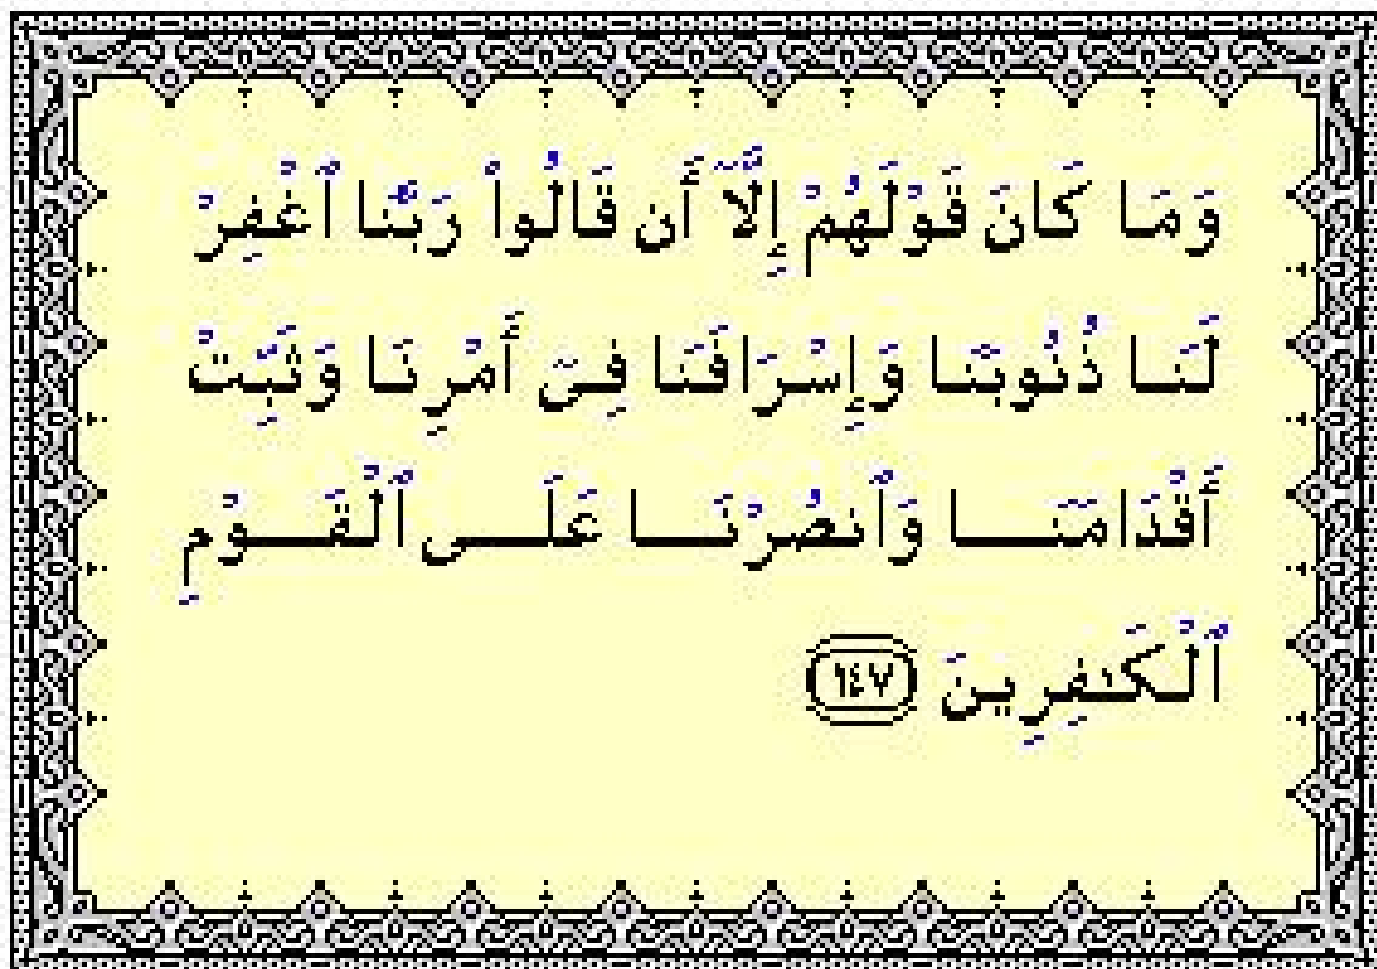 وَمَا كَانَ قَوْلَهُمْ إِلَّآ أَن قَالُوا۟ رَبَّنَا ٱغْفِرْ
لَنَا ذُنُوبَنَا وَإِسْرَافَنَا فِىٓ أَمْرِنَا وَثَبِّتْ
أَقْدَامَنَا وَٱنصُرْنَا عَلَى ٱلْقَوْمِ
ٱلْكَـٰفِرِينَ ١٤٧